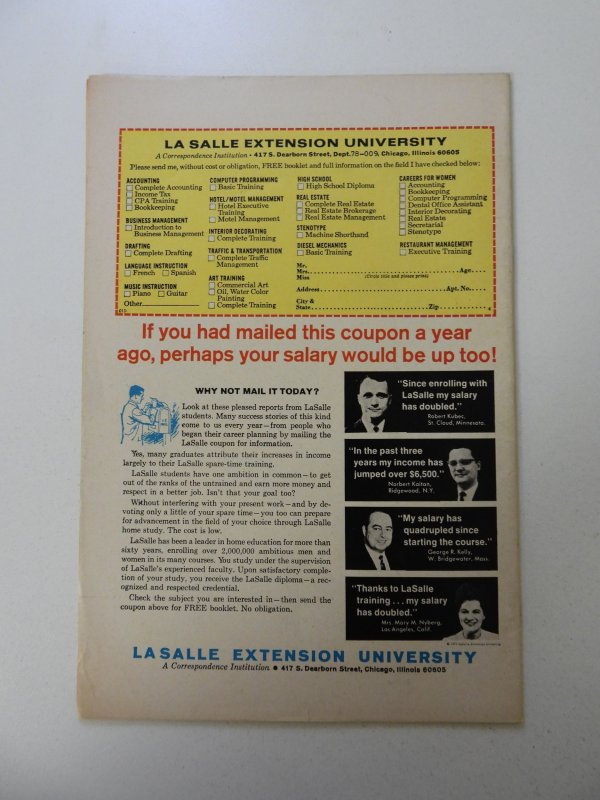 LA SALLE EXTENSION UNIVERSITY
A Correspondence Institution • 417 S. Dearborn Street, Dept. 78-009, Chicago, Illinois 60605
Please send me, without cost or obligation, FREE booklet and full information on the field I have checked below:
ACCOUNTING
Complete Accounting
Income Tax
CPA Training
Bookkeeping
BUSINESS MANAGEMENT
Introduction to
Business Management
DRAFTING
Complete Drafting
LANGUAGE INSTRUCTION
French Spanish
MUSIC INSTRUCTION
Piano Guitar
Other
COMPUTER PROGRAMMING
Basic Training
HOTEL/MOTEL MANAGEMENT
Hotel Executive
Training
Motel Management
INTERIOR DECORATING
Complete Training
TRAFFIC & TRANSPORTATION
Complete Traffic
Management
ART TRAINING
Commercial Art
Oil, Water Color
Painting
Complete Training
HIGH SCHOOL
High School Diploma
REAL ESTATE
Complete Real Estate
Real Estate Brokerage
Real Estate Management
STENOTYPE
Machine Shorthand
DIESEL MECHANICS
Basic Training
CAREERS FOR WOMEN
Accounting
Bookkeeping
Computer Programming
Dental Office Assistant
Interior Decorating
Real Estate
Secretarial
Stenotype
RESTAURANT MANAGEMENT
Executive Training
Mr.
Mrs. Age
Miss (Circle title and please print)
Address Apt. No.
City &
State Zip
If you had mailed this coupon a year
ago, perhaps your salary would be up too!
WHY NOT MAIL IT TODAY?
Look at these pleased reports from LaSalle
students. Many success stories of this kind
come to us every year—from people who
began their career planning by mailing the
LaSalle coupon for information.
Yes, many graduates attribute their increases in income
largely to their LaSalle spare-time training.
LaSalle students have one ambition in common—to get
out of the ranks of the untrained and earn more money and
respect in a better job. Isn't that your goal too?
Without interfering with your present work—and by de-
voting only a little of your spare time—you too can prepare
for advancement in the field of your choice through LaSalle
home study. The cost is low.
LaSalle has been a leader in home education for more than
sixty years, enrolling over 2,000,000 ambitious men and
women in its many courses. You study under the supervision
of LaSalle's experienced faculty. Upon satisfactory comple-
tion of your study, you receive the LaSalle diploma—a rec-
ognized and respected credential.
Check the subject you are interested in—then send the
coupon above for FREE booklet. No obligation.
"Since enrolling with
LaSalle my salary
has doubled."
Robert Kubec,
St. Cloud, Minnesota.
"In the past three
years my income has
jumped over $6,500."
Norbert Kaitan,
Ridgewood, N.Y.
"My salary has
quadrupled since
starting the course."
George R. Kelly,
W. Bridgewater, Mass.
"Thanks to LaSalle
training . . . my salary
has doubled."
Mrs. Mary M. Nyberg,
Los Angeles, Calif.
LA SALLE EXTENSION UNIVERSITY
A Correspondence Institution • 417 S. Dearborn Street, Chicago, Illinois 60605